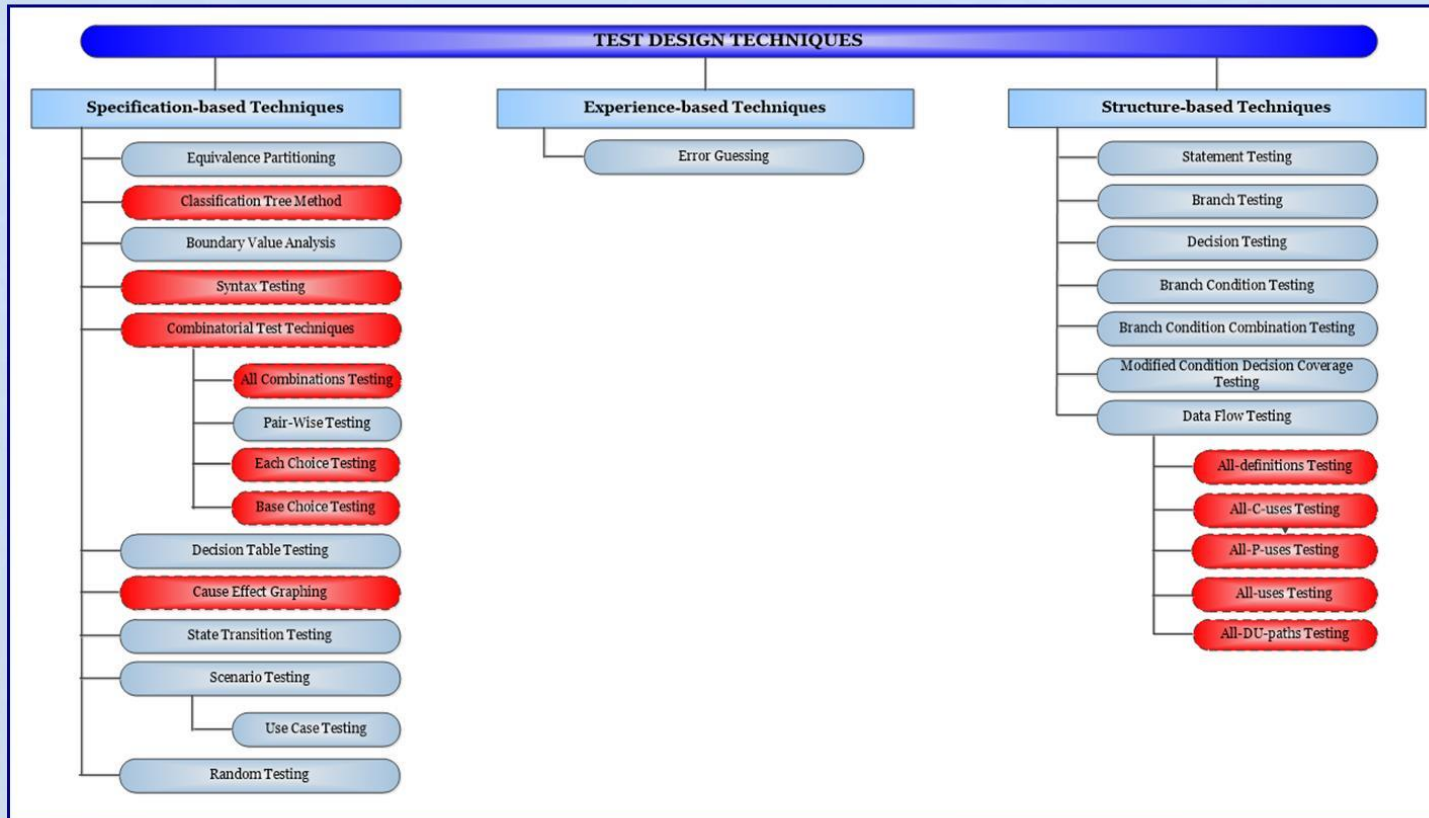 TEST DESIGN TECHNIQUES
Specification-based Techniques
Equivalence Partitioning
Classification Tree Method
Boundary Value Analysis
Syntax Testing
Combinatorial Test Techniques
All Combinations Testing
Pair-Wise Testing
Each Choice Testing
Base Choice Testing
Decision Table Testing
Cause Effect Graphing
State Transition Testing
Scenario Testing
Use Case Testing
Random Testing
Experience-based Techniques
Error Guessing
Structure-based Techniques
Statement Testing
Branch Testing
Decision Testing
Branch Condition Testing
Branch Condition Combination Testing
Modified Condition Decision Coverage
Testing
Data Flow Testing
All-definitions Testing
All-C-uses Testing
All-P-uses Testing
All-uses Testing
All-DU-paths Testing